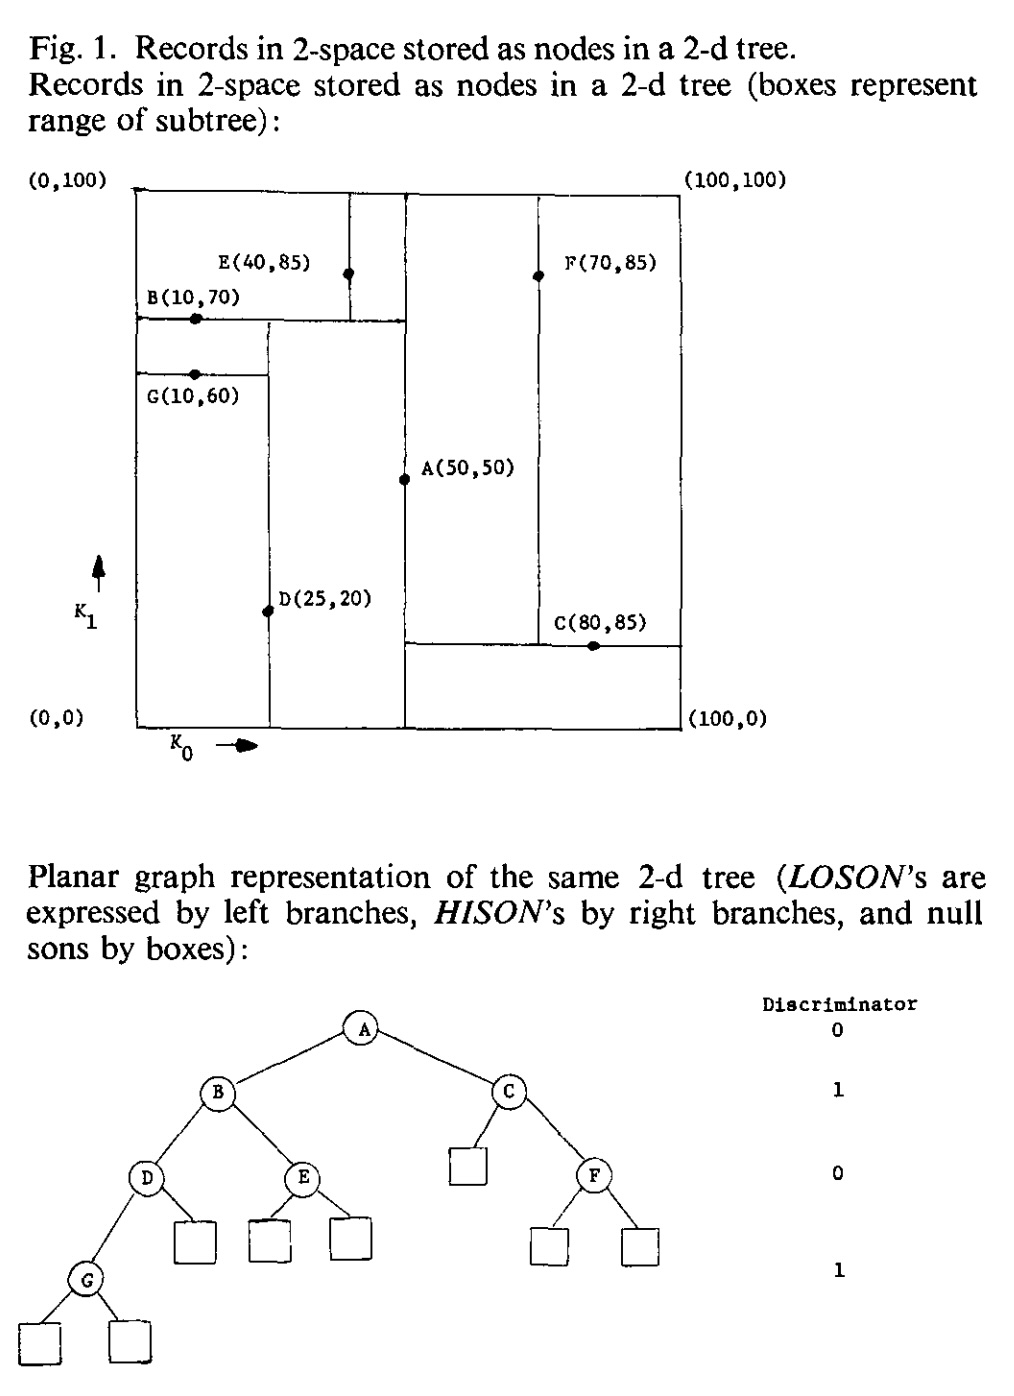 Fig. 1. Records in 2-space stored as nodes in a 2-d tree.
Records in 2-space stored as nodes in a 2-d tree (boxes represent
range of subtree):
(0,100)
(100,100)
E(40,85)
F(70,85)
B(10,70)
G(10,60)
A(50,50)
D(25,20)
K1
C(80,85)
(0,0)
(100,0)
K0
Planar graph representation of the same 2-d tree (LOSON's are
expressed by left branches, HISON's by right branches, and null
sons by boxes):
Discriminator
A
0
B
C
1
D
E
F
0
G
1